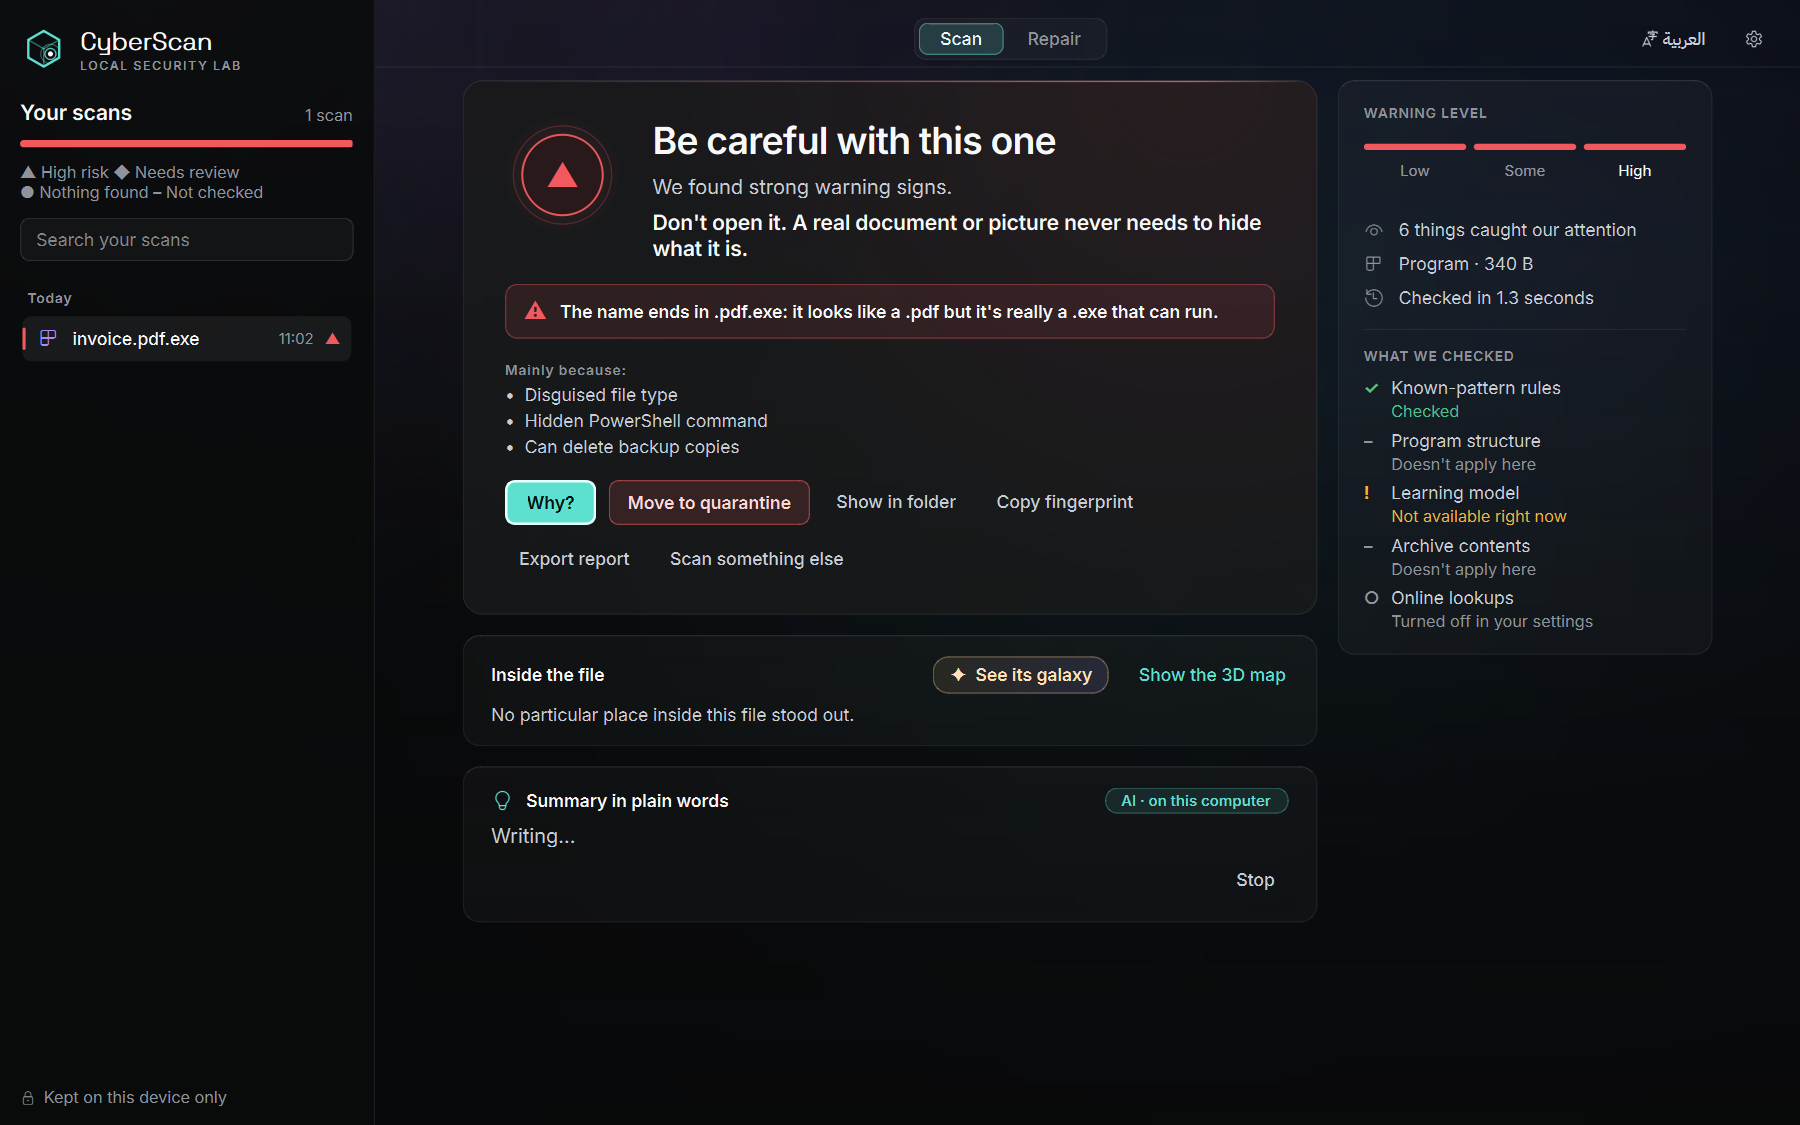 CyberScan
LOCAL SECURITY LAB
Your scans
1 scan
▲ High risk ◆ Needs review
● Nothing found – Not checked
Search your scans
Today
invoice.pdf.exe 11:02
Kept on this device only
Scan
Repair
العربية
Be careful with this one
We found strong warning signs.
Don't open it. A real document or picture never needs to hide
what it is.
The name ends in .pdf.exe: it looks like a .pdf but it's really a .exe that can run.
Mainly because:
• Disguised file type
• Hidden PowerShell command
• Can delete backup copies
Why?
Move to quarantine
Show in folder
Copy fingerprint
Export report
Scan something else
Inside the file
See its galaxy
Show the 3D map
No particular place inside this file stood out.
Summary in plain words
AI · on this computer
Writing...
Stop
WARNING LEVEL
Low
Some
High
6 things caught our attention
Program · 340 B
Checked in 1.3 seconds
WHAT WE CHECKED
Known-pattern rules
Checked
Program structure
Doesn't apply here
Learning model
Not available right now
Archive contents
Doesn't apply here
Online lookups
Turned off in your settings